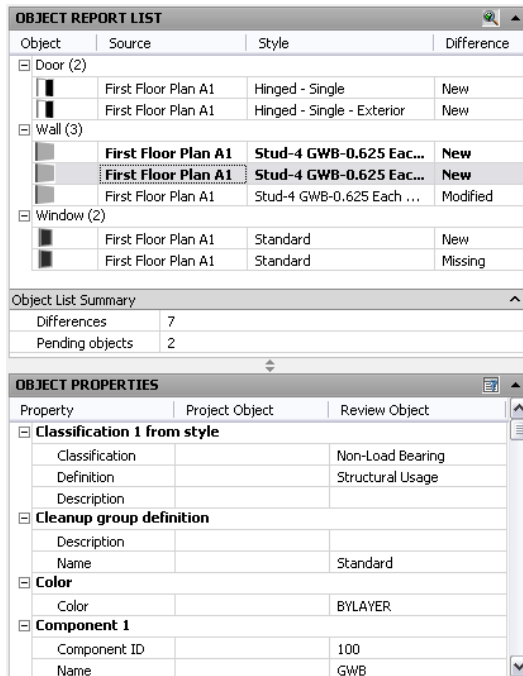 OBJECT REPORT LIST
Object Source Style Difference
Door (2)
First Floor Plan A1 Hinged - Single New
First Floor Plan A1 Hinged - Single - Exterior New
Wall (3)
First Floor Plan A1 Stud-4 GWB-0.625 Eac... New
First Floor Plan A1 Stud-4 GWB-0.625 Eac... New
First Floor Plan A1 Stud-4 GWB-0.625 Each ... Modified
Window (2)
First Floor Plan A1 Standard New
First Floor Plan A1 Standard Missing
Object List Summary
Differences 7
Pending objects 2
OBJECT PROPERTIES
Property Project Object Review Object
Classification 1 from style
Classification Non-Load Bearing
Definition Structural Usage
Description
Cleanup group definition
Description
Name Standard
Color
Color BYLAYER
Component 1
Component ID 100
Name GWB